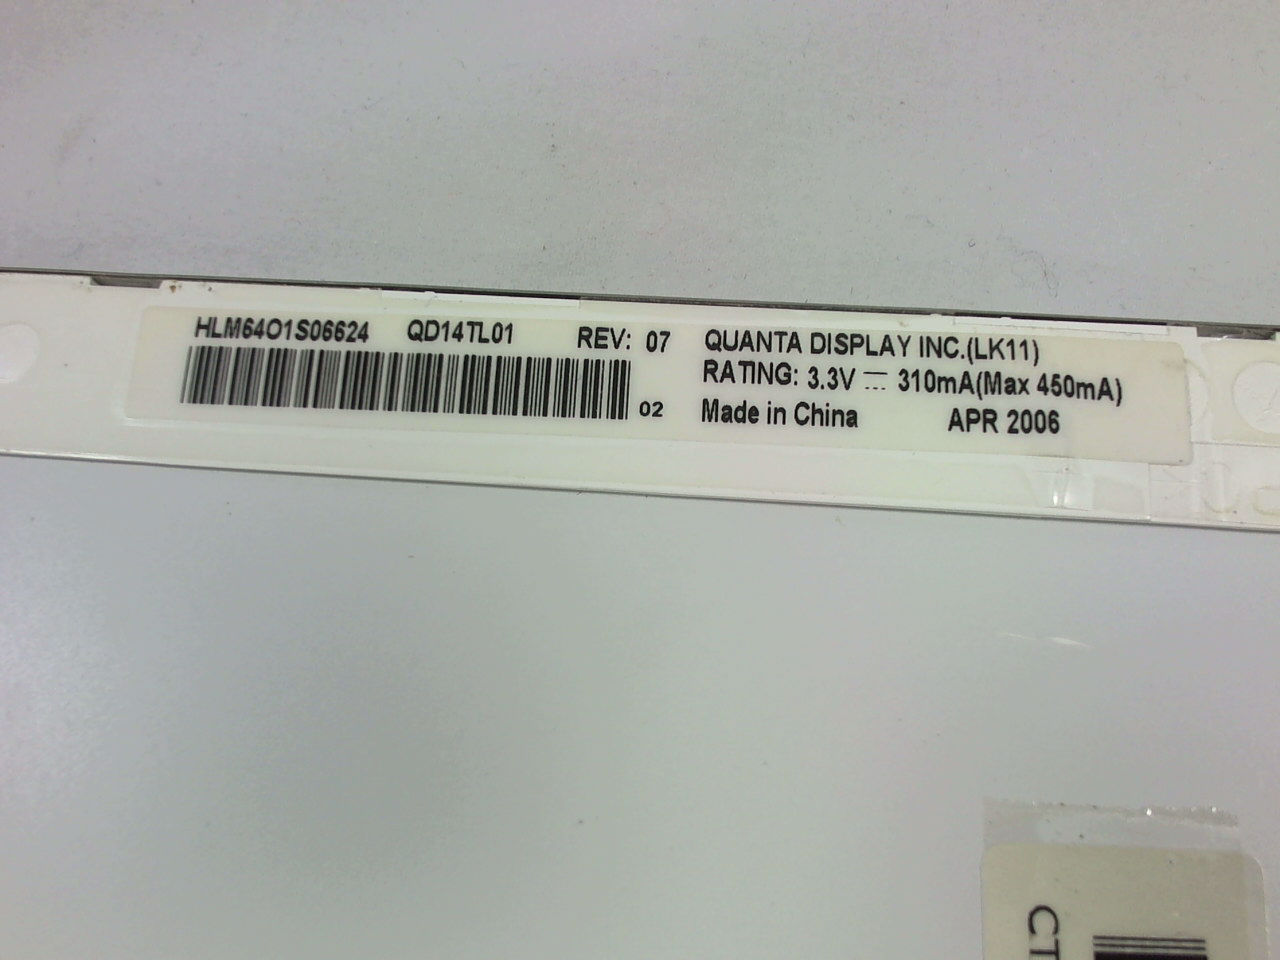 HLM64O1S06624 QD14TL01 REV: 07
02
QUANTA DISPLAY INC.(LK11)
RATING: 3.3V ⎓ 310mA(Max 450mA)
Made in China APR 2006
CT